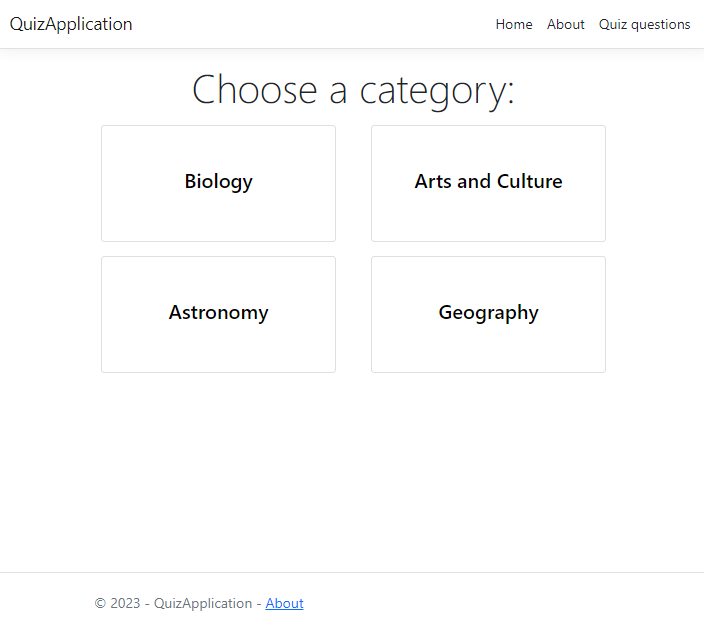 QuizApplication Home About Quiz questions
Choose a category:
Biology
Arts and Culture
Astronomy
Geography
© 2023 - QuizApplication - About